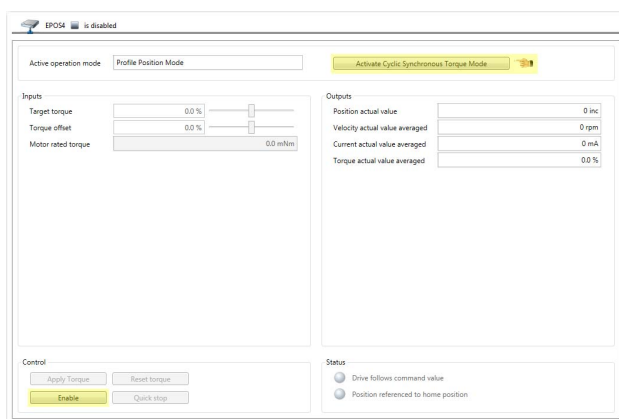 EPOS4 is disabled
Active operation mode Profile Position Mode Activate Cyclic Synchronous Torque Mode
Inputs
Target torque 0.0 %
Torque offset 0.0 %
Motor rated torque 0.0 mNm
Outputs
Position actual value 0 inc
Velocity actual value averaged 0 rpm
Current actual value averaged 0 mA
Torque actual value averaged 0.0 %
Control
Apply Torque Reset torque
Enable Quick stop
Status
Drive follows command value
Position referenced to home position